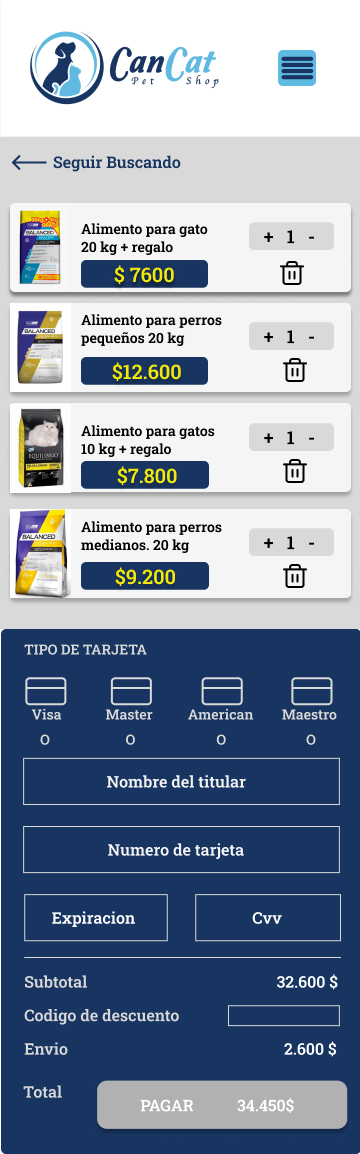 CanCat
Pet Shop
Seguir Buscando
Alimento para gato
20 kg + regalo
+ 1 -
$ 7600
BALANCED
Alimento para perros
pequeños 20 kg
+ 1 -
$12.600
BALANCED
Alimento para gatos
10 kg + regalo
+ 1 -
$7.800
EQUILIBRIO
Alimento para perros
medianos. 20 kg
+ 1 -
$9.200
BALANCED
TIPO DE TARJETA
Visa Master American Maestro
O O O O
Nombre del titular
Numero de tarjeta
Expiracion Cvv
Subtotal 32.600 $
Codigo de descuento
Envio 2.600 $
Total PAGAR 34.450$